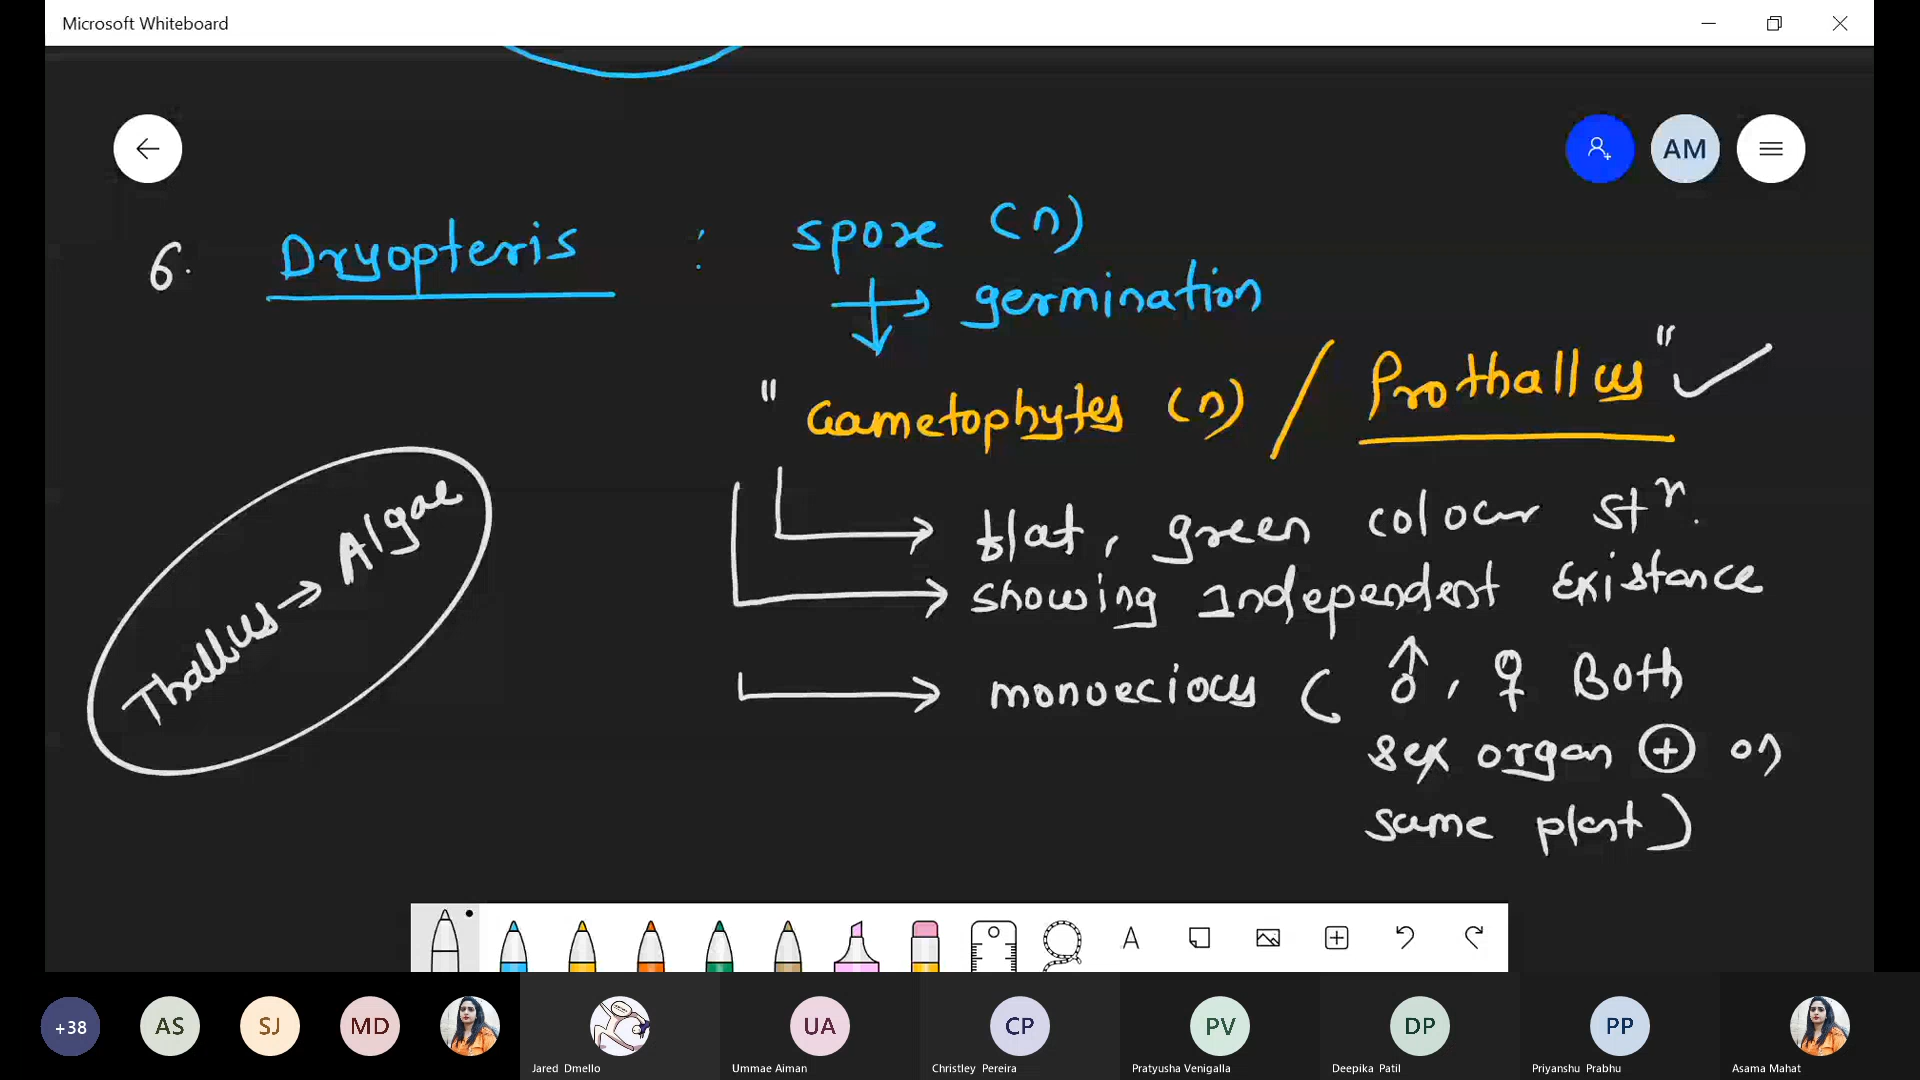 Microsoft Whiteboard
AM
6. Dryopteris : spore (n)
→ germination
"Gametophytes (n) / Prothallus" ✓
→ flat, green colour strr.
→ showing independent Existance
→ monoecious ( ♂, ♀ Both
sex organ ⊕ on
same plant)
Thallus → Algae
A
+38
AS
SJ
MD
UA
CP
PV
DP
PP
Jared Dmello
Ummae Aiman
Christley Pereira
Pratyusha Venigalla
Deepika Patil
Priyanshu Prabhu
Asama Mahat